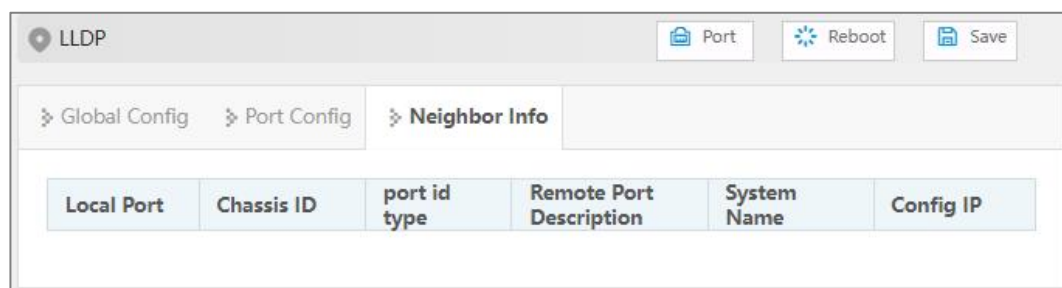 LLDP
Port
Reboot
Save
Global Config
Port Config
Neighbor Info
Local Port
Chassis ID
port id
type
Remote Port
Description
System
Name
Config IP